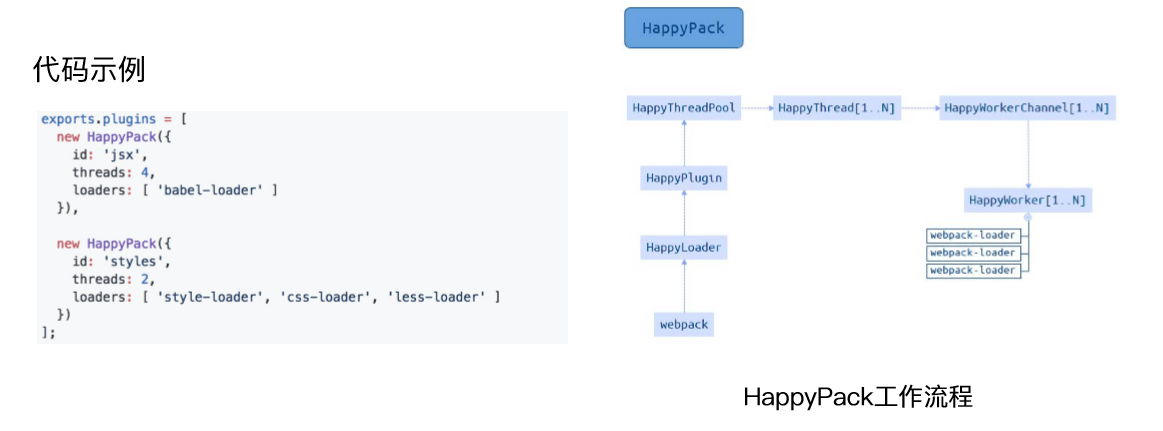 代码示例
exports.plugins = [
  new HappyPack({
    id: 'jsx',
    threads: 4,
    loaders: [ 'babel-loader' ]
  }),

  new HappyPack({
    id: 'styles',
    threads: 2,
    loaders: [ 'style-loader', 'css-loader', 'less-loader' ]
  })
];
HappyPack
HappyThreadPool
HappyThread[1..N]
HappyWorkerChannel[1..N]
HappyPlugin
HappyWorker[1..N]
webpack-loader
webpack-loader
webpack-loader
HappyLoader
webpack
HappyPack工作流程